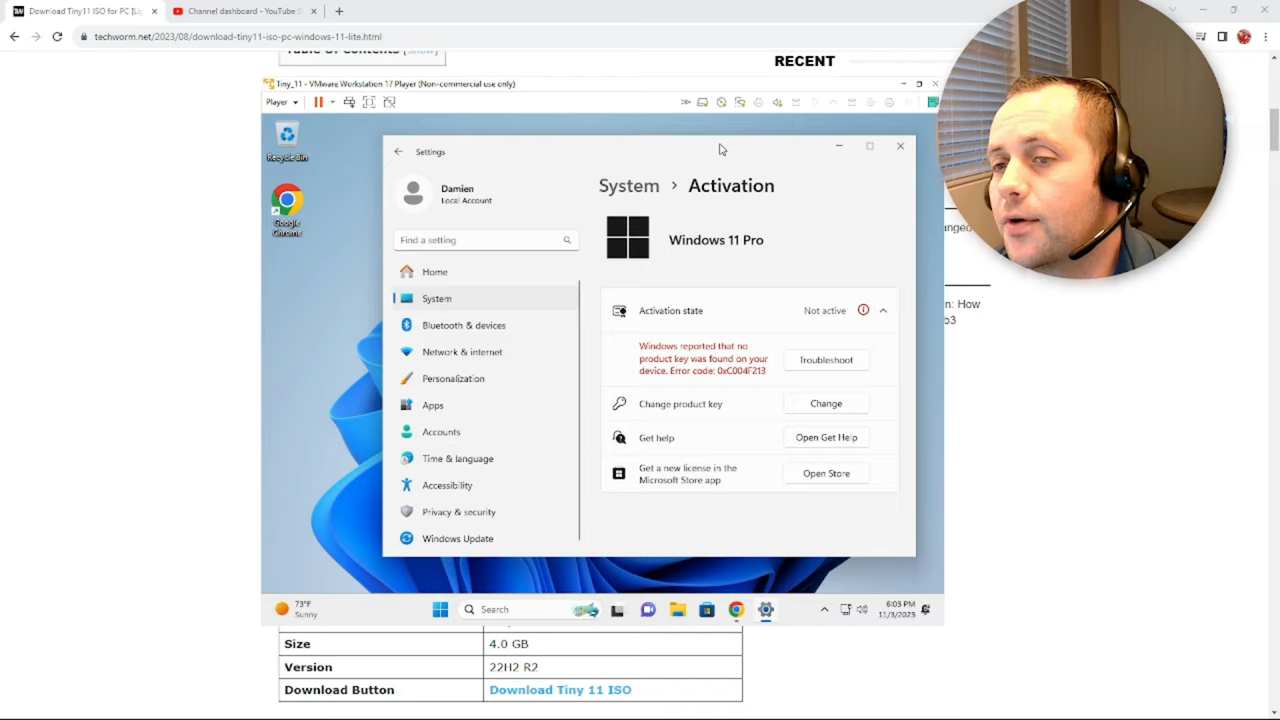 Download Tiny11 ISO for PC [Lig
Channel dashboard - YouTube S
techworm.net/2023/08/download-tiny11-iso-pc-windows-11-lite.html
RECENT
Tiny_11 - VMware Workstation 17 Player (Non-commercial use only)
Player
Recycle Bin
Google
Chrome
Settings
Damien
Local Account
Find a setting
Home
System
Bluetooth & devices
Network & internet
Personalization
Apps
Accounts
Time & language
Accessibility
Privacy & security
Windows Update
System > Activation
Windows 11 Pro
Activation state
Not active
Windows reported that no
product key was found on your
device. Error code: 0xC004F213
Troubleshoot
Change product key
Change
Get help
Open Get Help
Get a new license in the
Microsoft Store app
Open Store
anged
n: How
b3
73°F
Sunny
Search
6:03 PM
11/3/2023
Size 4.0 GB
Version 22H2 R2
Download Button Download Tiny 11 ISO